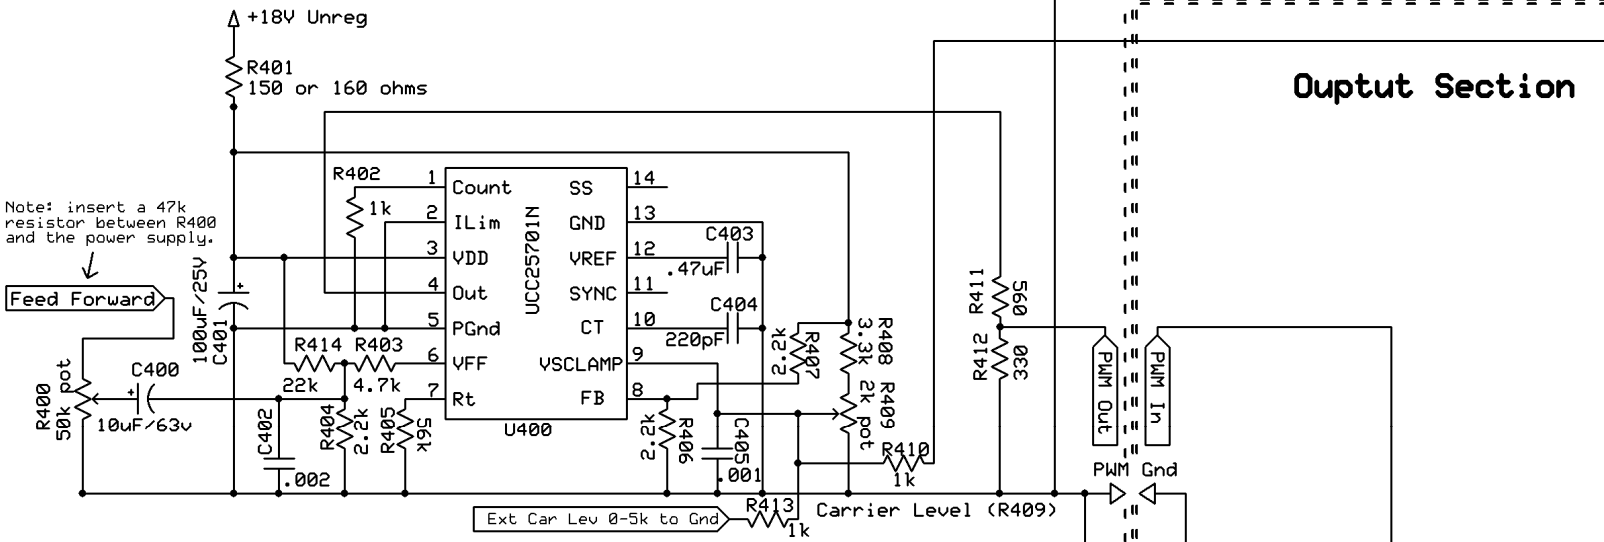 +18V Unreg
R401
150 or 160 ohms
Ouptut Section
Note: insert a 47k
resistor between R400
and the power supply.
Feed Forward
R400
50k pot
C400
10uF/63v
100uF/25V
C401
R402
1k
R414
22k
R403
4.7k
C402
.002
R404
2.2k
R405
56k
1 Count
2 ILim
3 VDD
4 Out
5 PGnd
6 VFF
7 Rt
UCC25701N
SS 14
GND 13
VREF 12
SYNC 11
CT 10
VSCLAMP 9
FB 8
U400
C403
.47uF
C404
220pF
2.2k
R407
R408
3.3k
R409
2k pot
2.2k
R406
C405
.001
R410
1k
R411
560
R412
330
PWM Out
PWM In
PWM Gnd
Ext Car Lev 0-5k to Gnd
R413
1k
Carrier Level (R409)